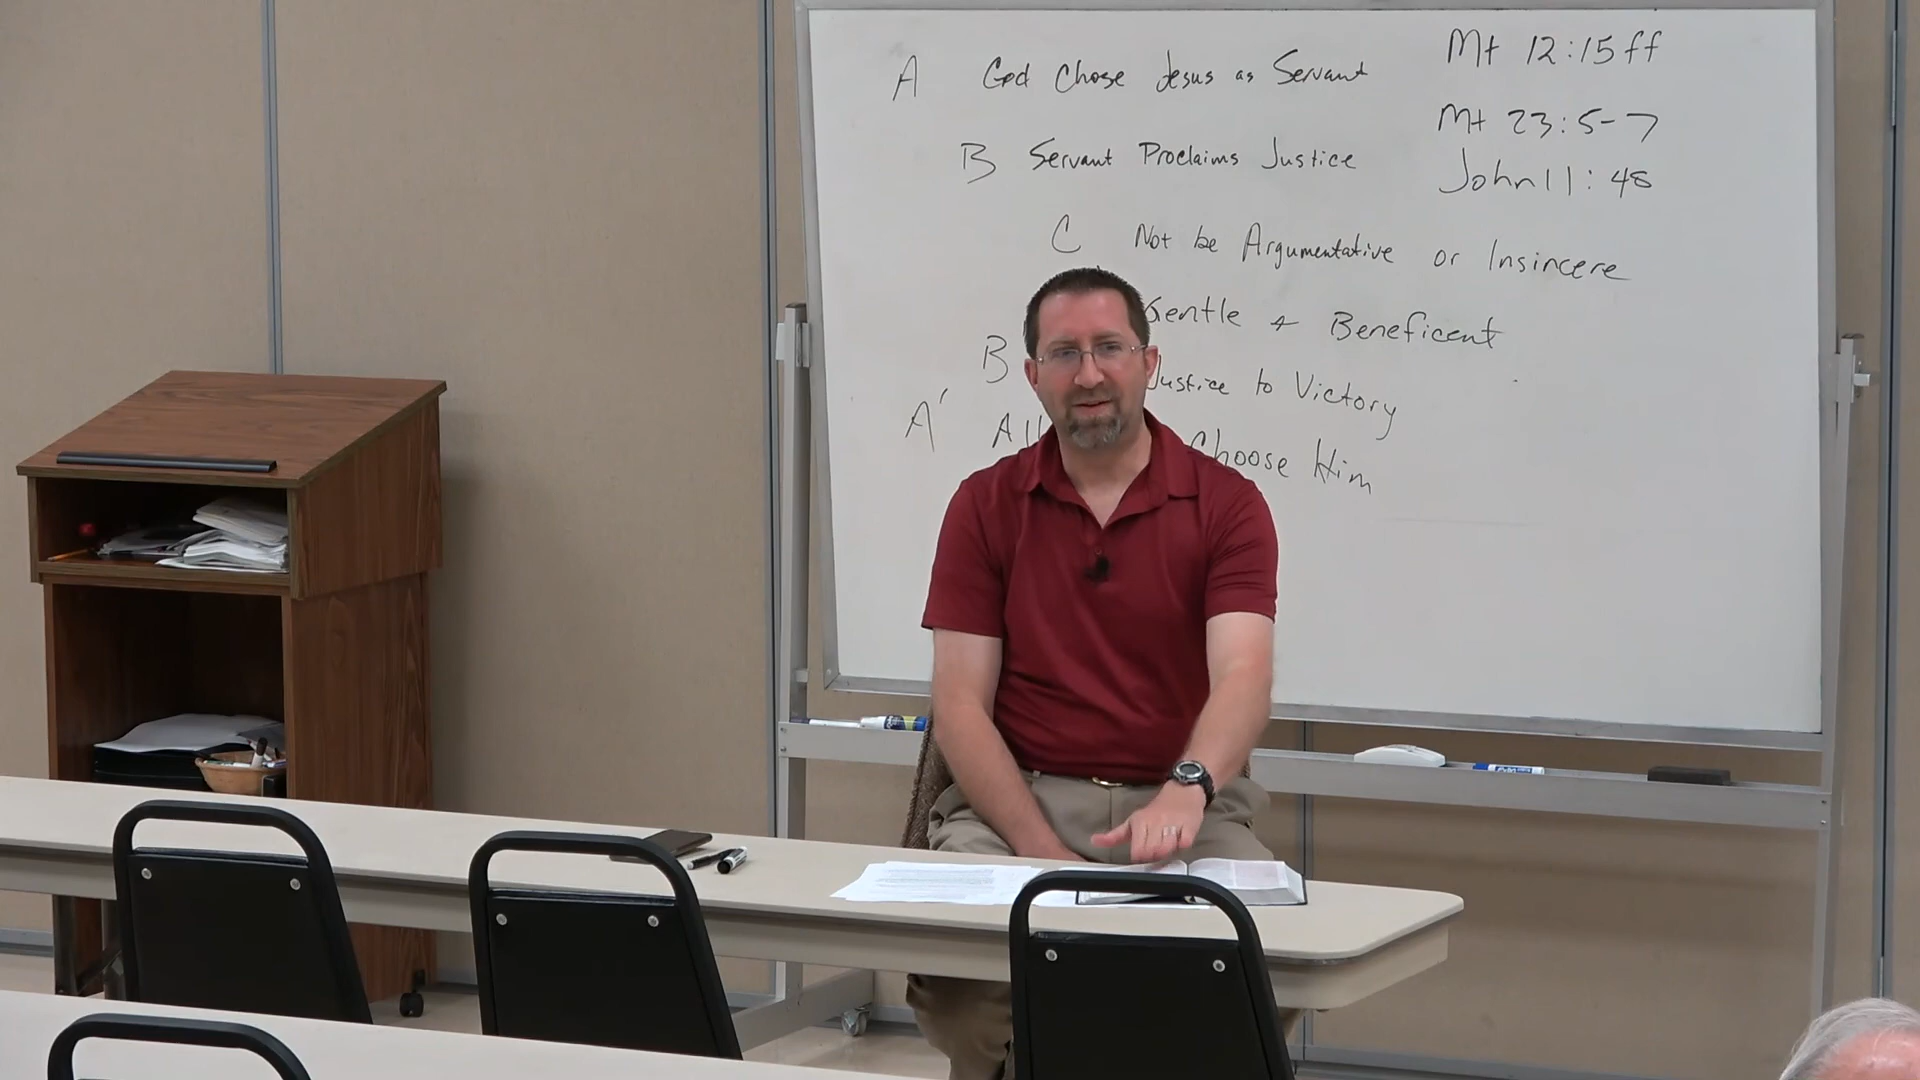 A God Chose Jesus as Servant
Mt 12:15ff
Mt 23:5-7
B Servant Proclaims Justice
John 11:48
C Not be Argumentative or Insincere
Gentle & Beneficent
B Justice to Victory
A' All Choose Him